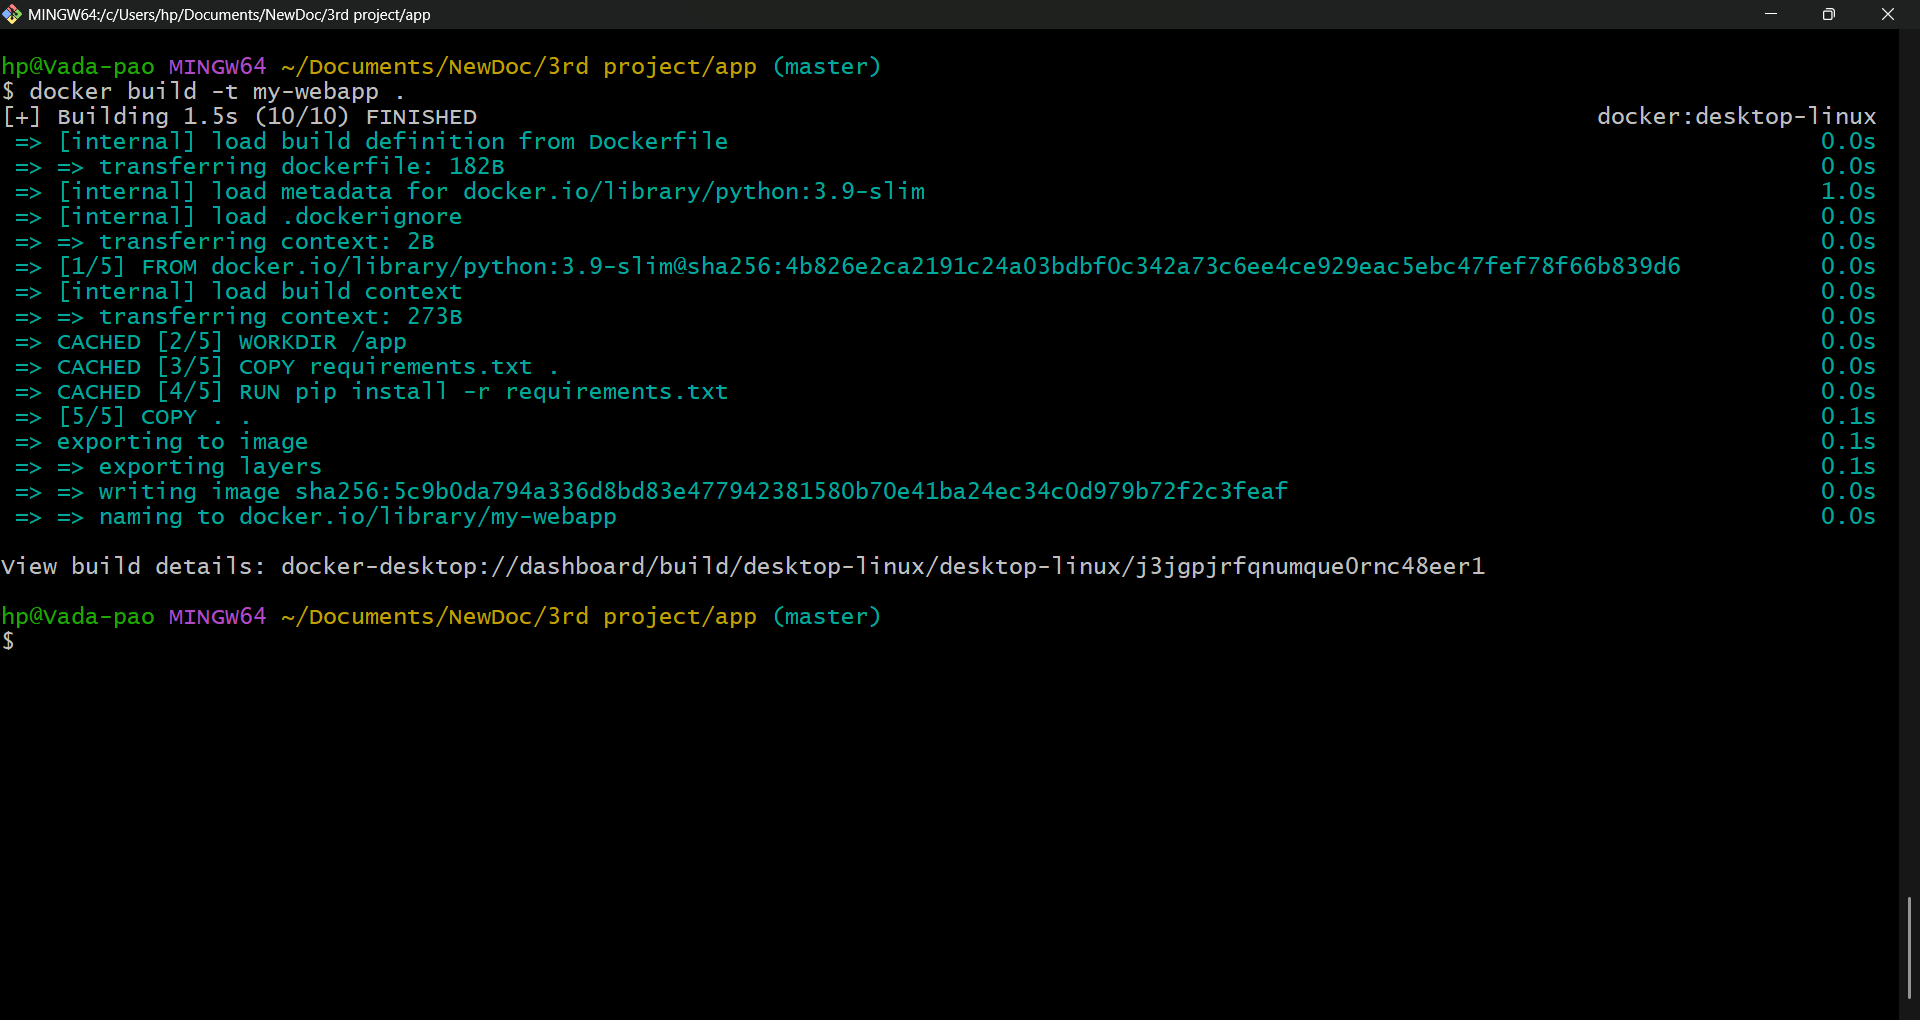 MINGW64:/c/Users/hp/Documents/NewDoc/3rd project/app
hp@Vada-pao MINGW64 ~/Documents/NewDoc/3rd project/app (master)
$ docker build -t my-webapp .
[+] Building 1.5s (10/10) FINISHED docker:desktop-linux
=> [internal] load build definition from Dockerfile 0.0s
=> => transferring dockerfile: 182B 0.0s
=> [internal] load metadata for docker.io/library/python:3.9-slim 1.0s
=> [internal] load .dockerignore 0.0s
=> => transferring context: 2B 0.0s
=> [1/5] FROM docker.io/library/python:3.9-slim@sha256:4b826e2ca2191c24a03bdbf0c342a73c6ee4ce929eac5ebc47fef78f66b839d6 0.0s
=> [internal] load build context 0.0s
=> => transferring context: 273B 0.0s
=> CACHED [2/5] WORKDIR /app 0.0s
=> CACHED [3/5] COPY requirements.txt . 0.0s
=> CACHED [4/5] RUN pip install -r requirements.txt 0.0s
=> [5/5] COPY . . 0.1s
=> exporting to image 0.1s
=> => exporting layers 0.1s
=> => writing image sha256:5c9b0da794a336d8bd83e477942381580b70e41ba24ec34c0d979b72f2c3feaf 0.0s
=> => naming to docker.io/library/my-webapp 0.0s
View build details: docker-desktop://dashboard/build/desktop-linux/desktop-linux/j3jgpjrfqnumque0rnc48eer1
hp@Vada-pao MINGW64 ~/Documents/NewDoc/3rd project/app (master)
$